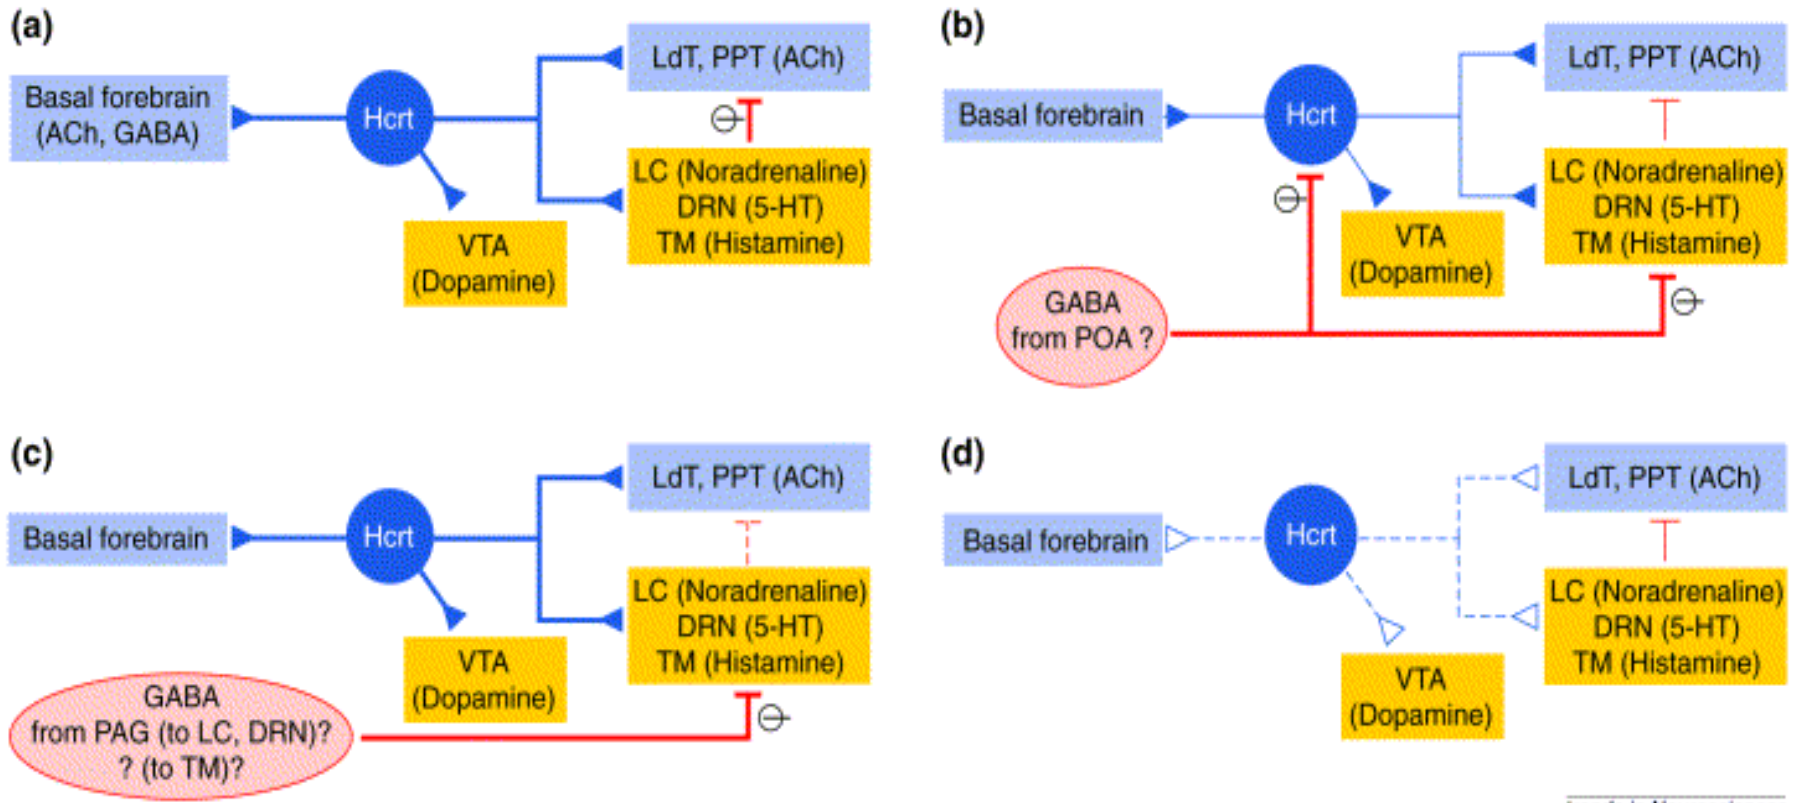 (a)
Basal forebrain
(ACh, GABA)
Hcrt
LdT, PPT (ACh)
LC (Noradrenaline)
DRN (5-HT)
TM (Histamine)
VTA
(Dopamine)
(b)
Basal forebrain
Hcrt
LdT, PPT (ACh)
LC (Noradrenaline)
DRN (5-HT)
TM (Histamine)
VTA
(Dopamine)
GABA
from POA ?
(c)
Basal forebrain
Hcrt
LdT, PPT (ACh)
LC (Noradrenaline)
DRN (5-HT)
TM (Histamine)
VTA
(Dopamine)
GABA
from PAG (to LC, DRN)?
? (to TM)?
(d)
Basal forebrain
Hcrt
LdT, PPT (ACh)
LC (Noradrenaline)
DRN (5-HT)
TM (Histamine)
VTA
(Dopamine)